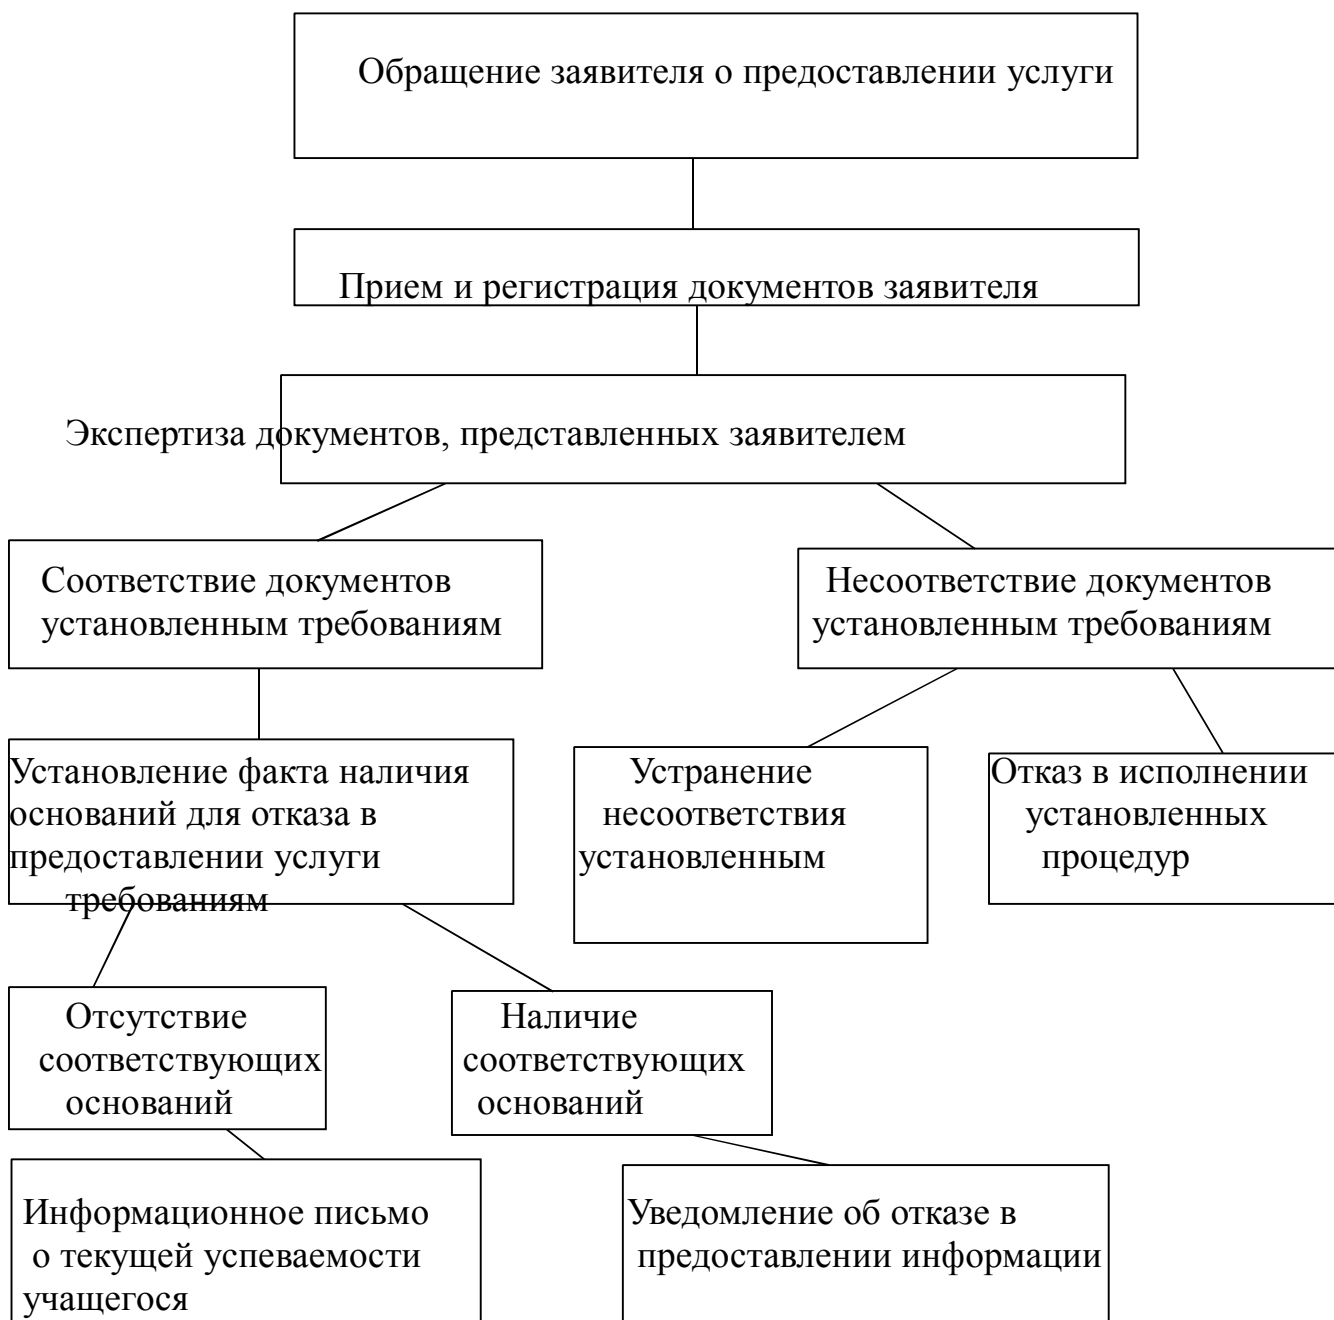 Обращение заявителя о предоставлении услуги
Прием и регистрация документов заявителя
Экспертиза документов, представленных заявителем
Соответствие документов
установленным требованиям
Несоответствие документов
установленным требованиям
Установление факта наличия
оснований для отказа в
предоставлении услуги
требованиям
Устранение
несоответствия
установленным
Отказ в исполнении
установленных
процедур
Отсутствие
соответствующих
оснований
Наличие
соответствующих
оснований
Информационное письмо
о текущей успеваемости
учащегося
Уведомление об отказе в
предоставлении информации